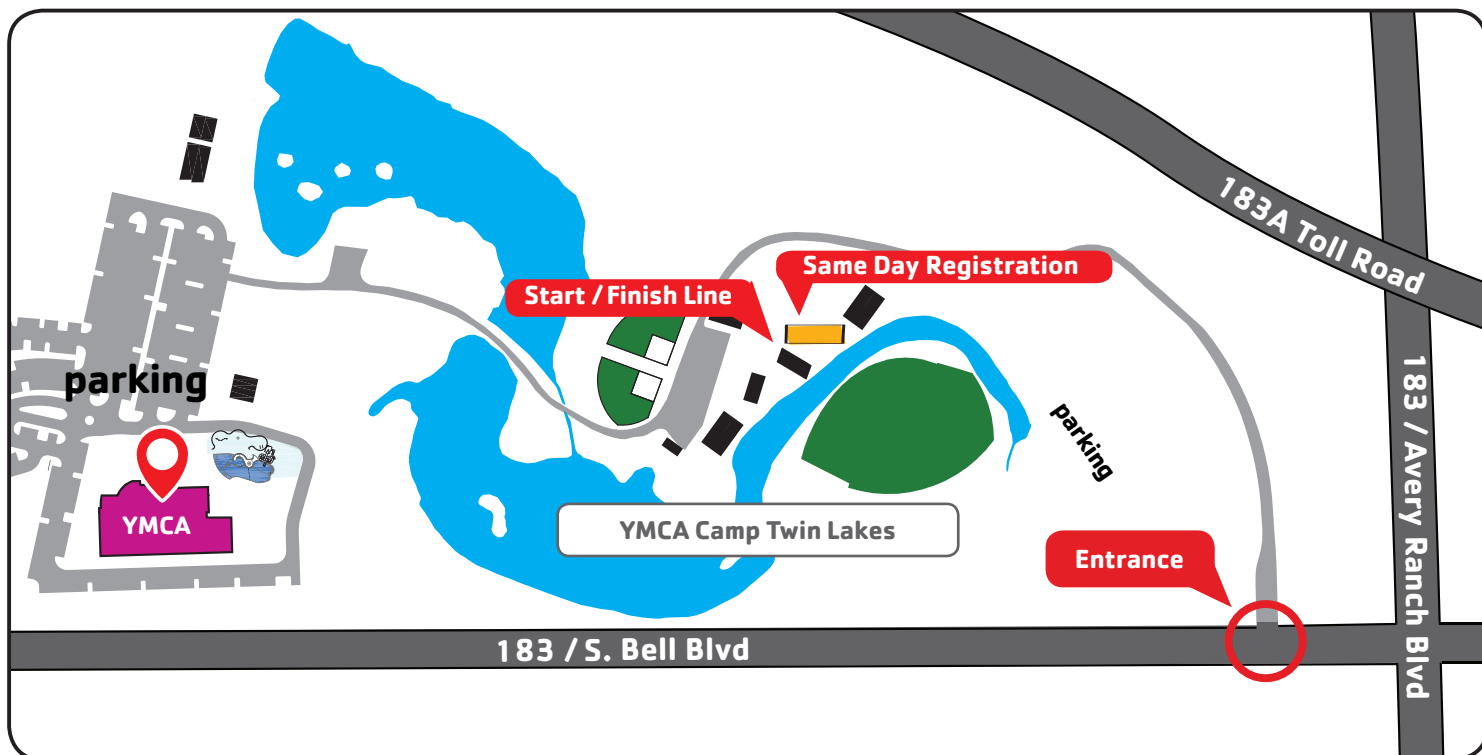 183A Toll Road
Same Day Registration
Start / Finish Line
parking
parking
183 / Avery Ranch Blvd
YMCA
YMCA Camp Twin Lakes
Entrance
183 / S. Bell Blvd